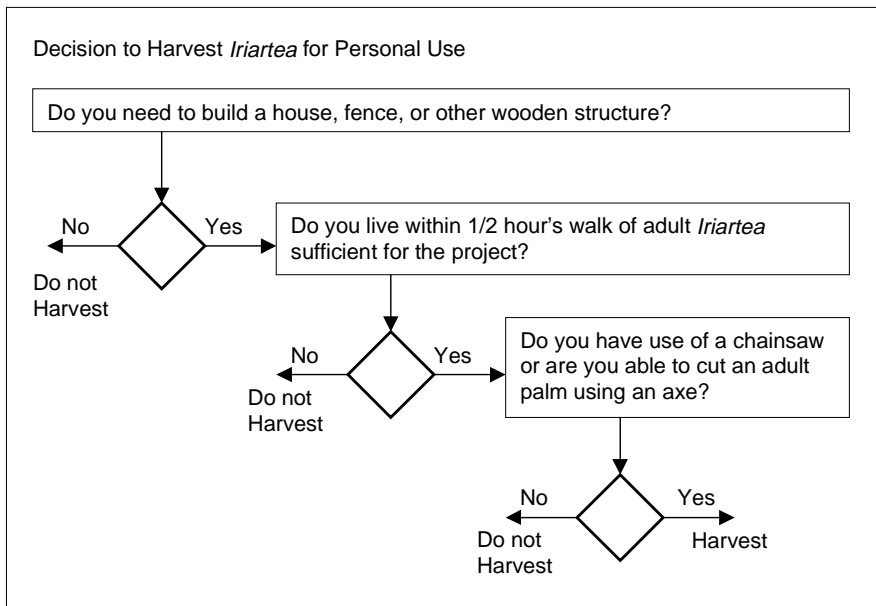 Decision to Harvest Iriartea for Personal Use
Do you need to build a house, fence, or other wooden structure?
No
Yes
Do not
Harvest
Do you live within 1/2 hour's walk of adult Iriartea
sufficient for the project?
No
Yes
Do not
Harvest
Do you have use of a chainsaw
or are you able to cut an adult
palm using an axe?
No
Yes
Do not
Harvest
Harvest